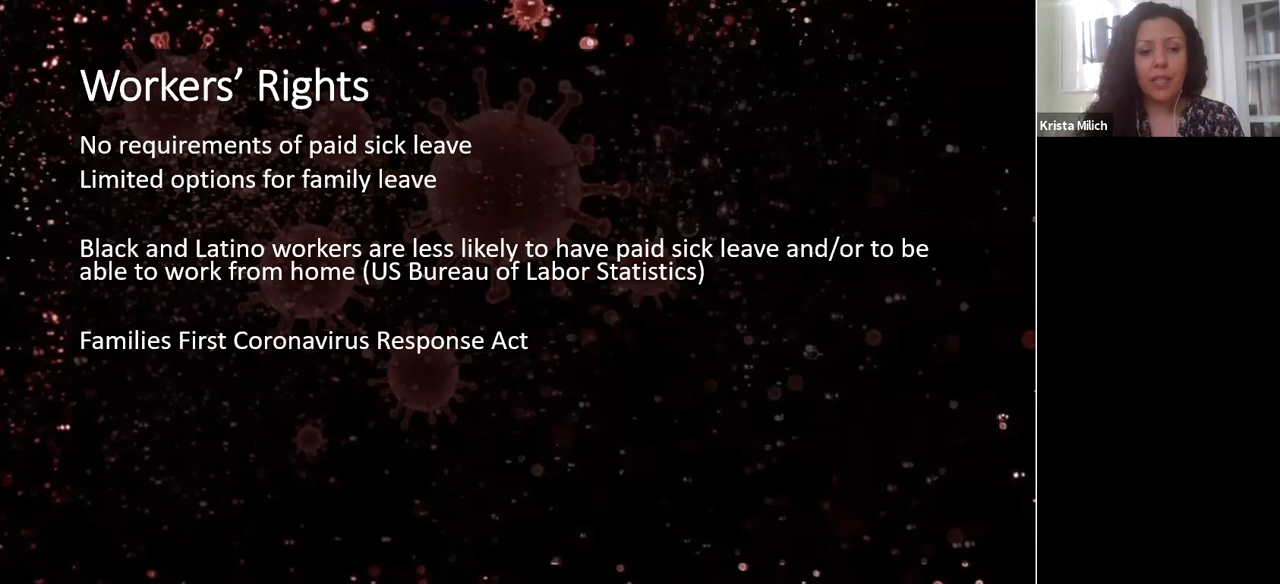 Workers’ Rights
No requirements of paid sick leave
Limited options for family leave
Black and Latino workers are less likely to have paid sick leave and/or to be
able to work from home (US Bureau of Labor Statistics)
Families First Coronavirus Response Act
Krista Milich